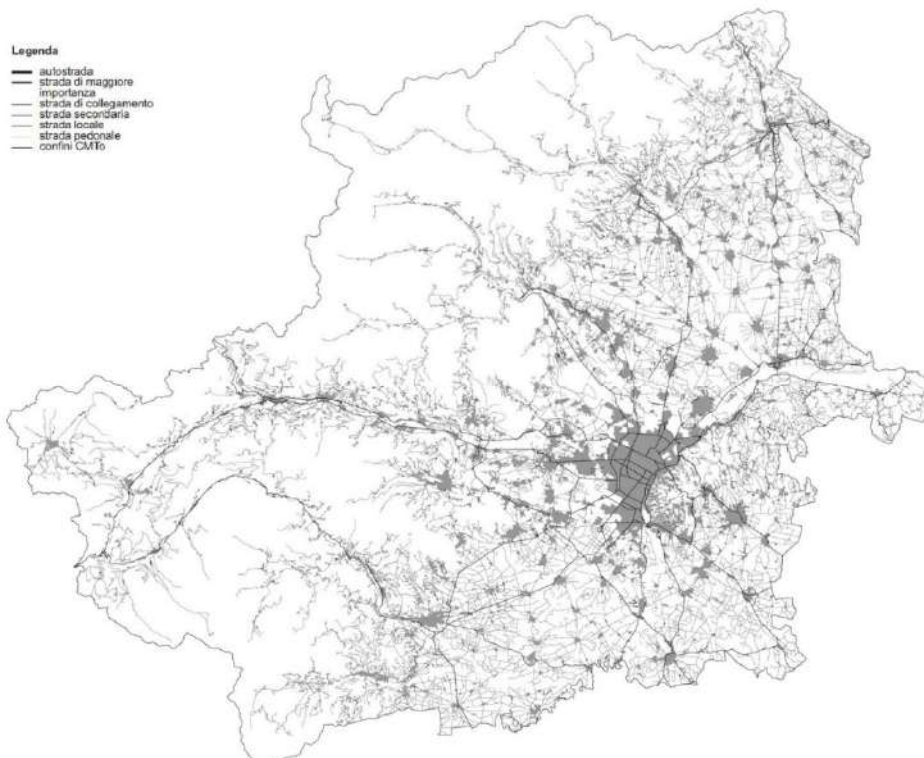 Legenda
autostrada
strada di maggiore
importanza
strada di collegamento
strada secondaria
strada locale
strada pedonale
confini CMTo